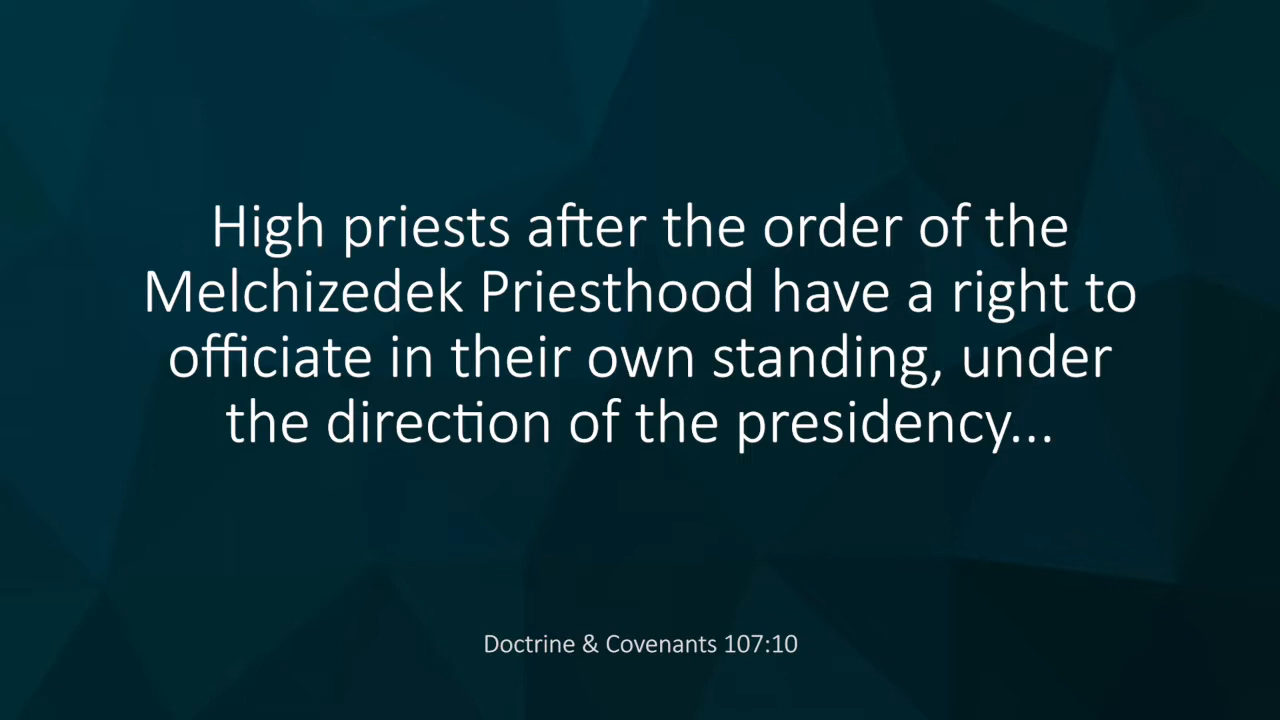 High priests after the order of the
Melchizedek Priesthood have a right to
officiate in their own standing, under
the direction of the presidency...
Doctrine & Covenants 107:10